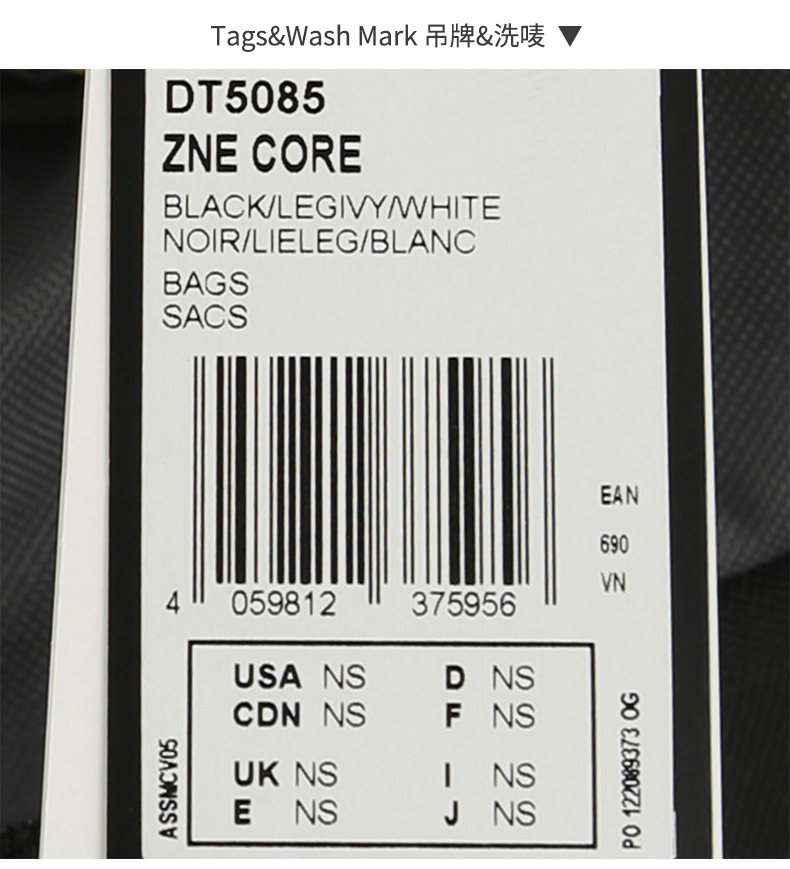 Tags&Wash Mark 吊牌&洗唛 ▼
DT5085
ZNE CORE
BLACK/LEGIVY/WHITE
NOIR/LIELEG/BLANC
BAGS
SACS
EAN
690
VN
4 059812 375956
USA NS D NS
CDN NS F NS
UK NS I NS
E NS J NS
ASSMCV05
PO 122089373 OG